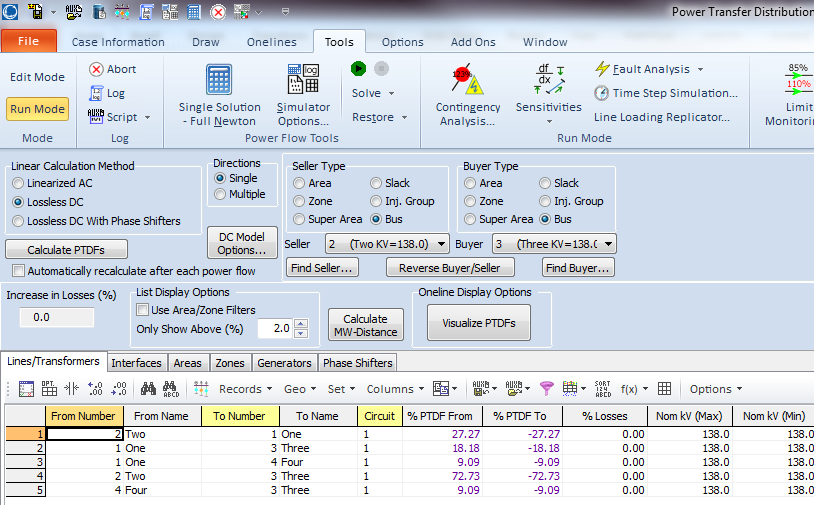 Power Transfer Distribution
File Case Information Draw Onelines Tools Options Add Ons Window
Edit Mode
Run Mode
Mode
Abort
Log
Script
Log
Single Solution
- Full Newton
Simulator
Options...
Solve
Restore
Power Flow Tools
Contingency
Analysis...
Sensitivities
Fault Analysis
Time Step Simulation...
Line Loading Replicator...
Run Mode
85%
110%
Limit
Monitorin
Linear Calculation Method
Linearized AC
Lossless DC
Lossless DC With Phase Shifters
Calculate PTDFs
Automatically recalculate after each power flow
Directions
Single
Multiple
DC Model
Options...
Seller Type
Area Slack
Zone Inj. Group
Super Area Bus
Buyer Type
Area Slack
Zone Inj. Group
Super Area Bus
Seller 2 (Two KV=138.0) Buyer 3 (Three KV=138.(
Find Seller... Reverse Buyer/Seller Find Buyer...
Increase in Losses (%)
0.0
List Display Options
Use Area/Zone Filters
Only Show Above (%) 2.0
Calculate
MW-Distance
Oneline Display Options
Visualize PTDFs
Lines/Transformers Interfaces Areas Zones Generators Phase Shifters
Records Geo Set Columns f(x) Options
From Number From Name To Number To Name Circuit % PTDF From % PTDF To % Losses Nom kV (Max) Nom kV (Min)
1 2 Two 1 One 1 27.27 -27.27 0.00 138.0 138.0
2 1 One 3 Three 1 18.18 -18.18 0.00 138.0 138.0
3 1 One 4 Four 1 9.09 -9.09 0.00 138.0 138.0
4 2 Two 3 Three 1 72.73 -72.73 0.00 138.0 138.0
5 4 Four 3 Three 1 9.09 -9.09 0.00 138.0 138.0